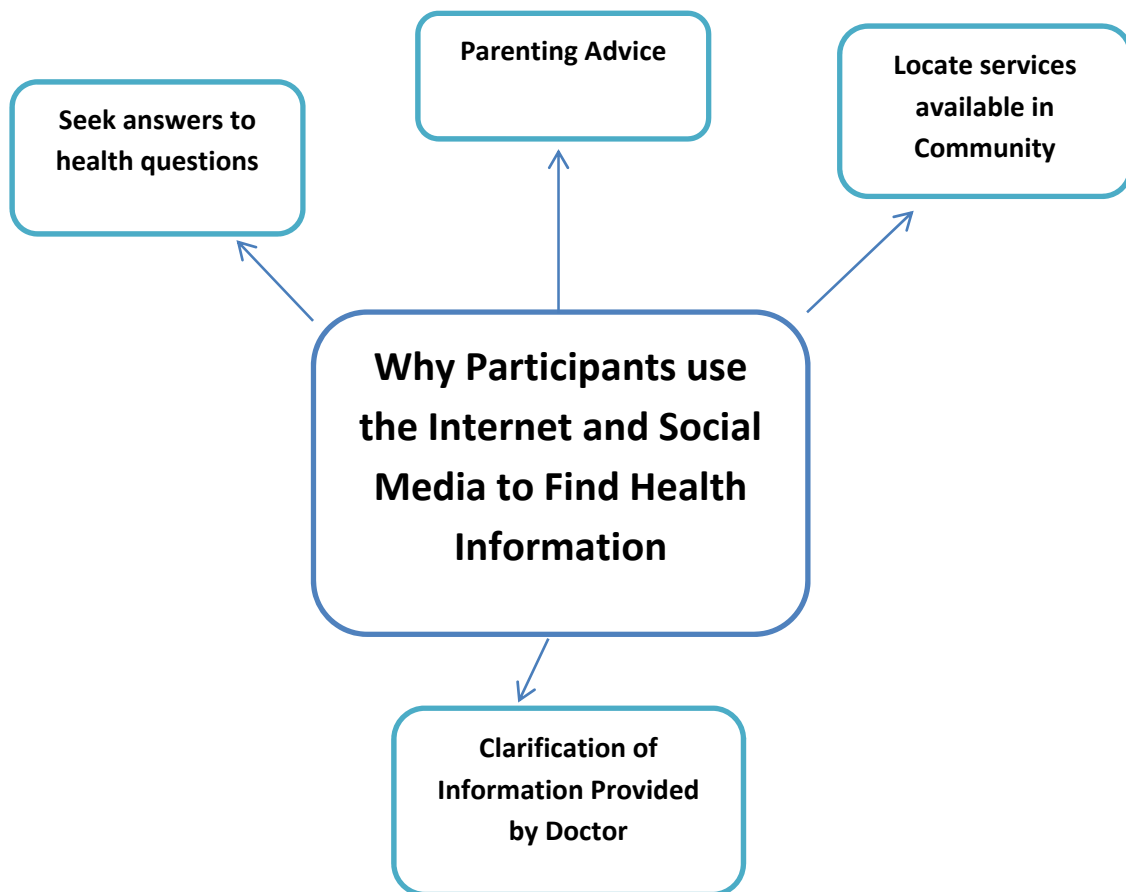 Parenting Advice
Locate services
available in
Community
Seek answers to
health questions
Why Participants use
the Internet and Social
Media to Find Health
Information
Clarification of
Information Provided
by Doctor